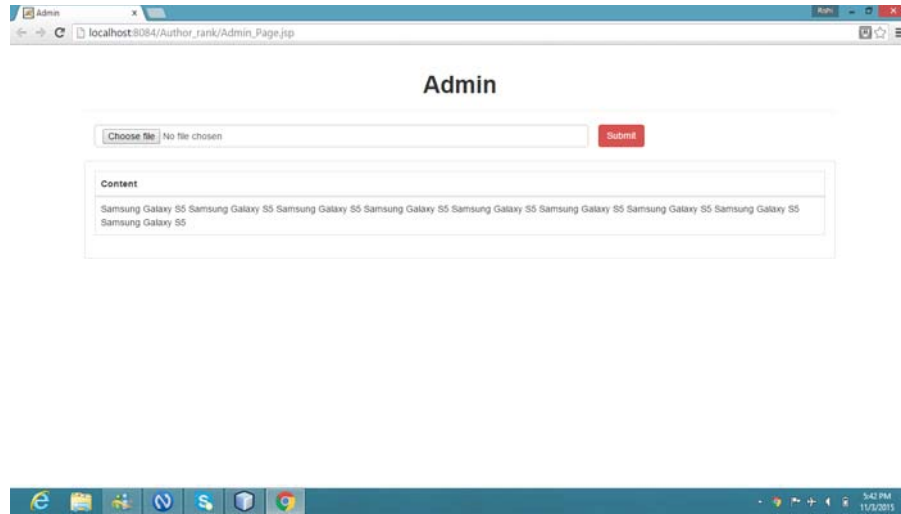 Admin
Rishi
localhost:8084/Author_rank/Admin_Page.jsp
Admin
Choose file No file chosen
Submit
Content
Samsung Galaxy S5 Samsung Galaxy S5 Samsung Galaxy S5 Samsung Galaxy S5 Samsung Galaxy S5 Samsung Galaxy S5 Samsung Galaxy S5 Samsung Galaxy S5
Samsung Galaxy S5
5:42 PM
11/3/2015